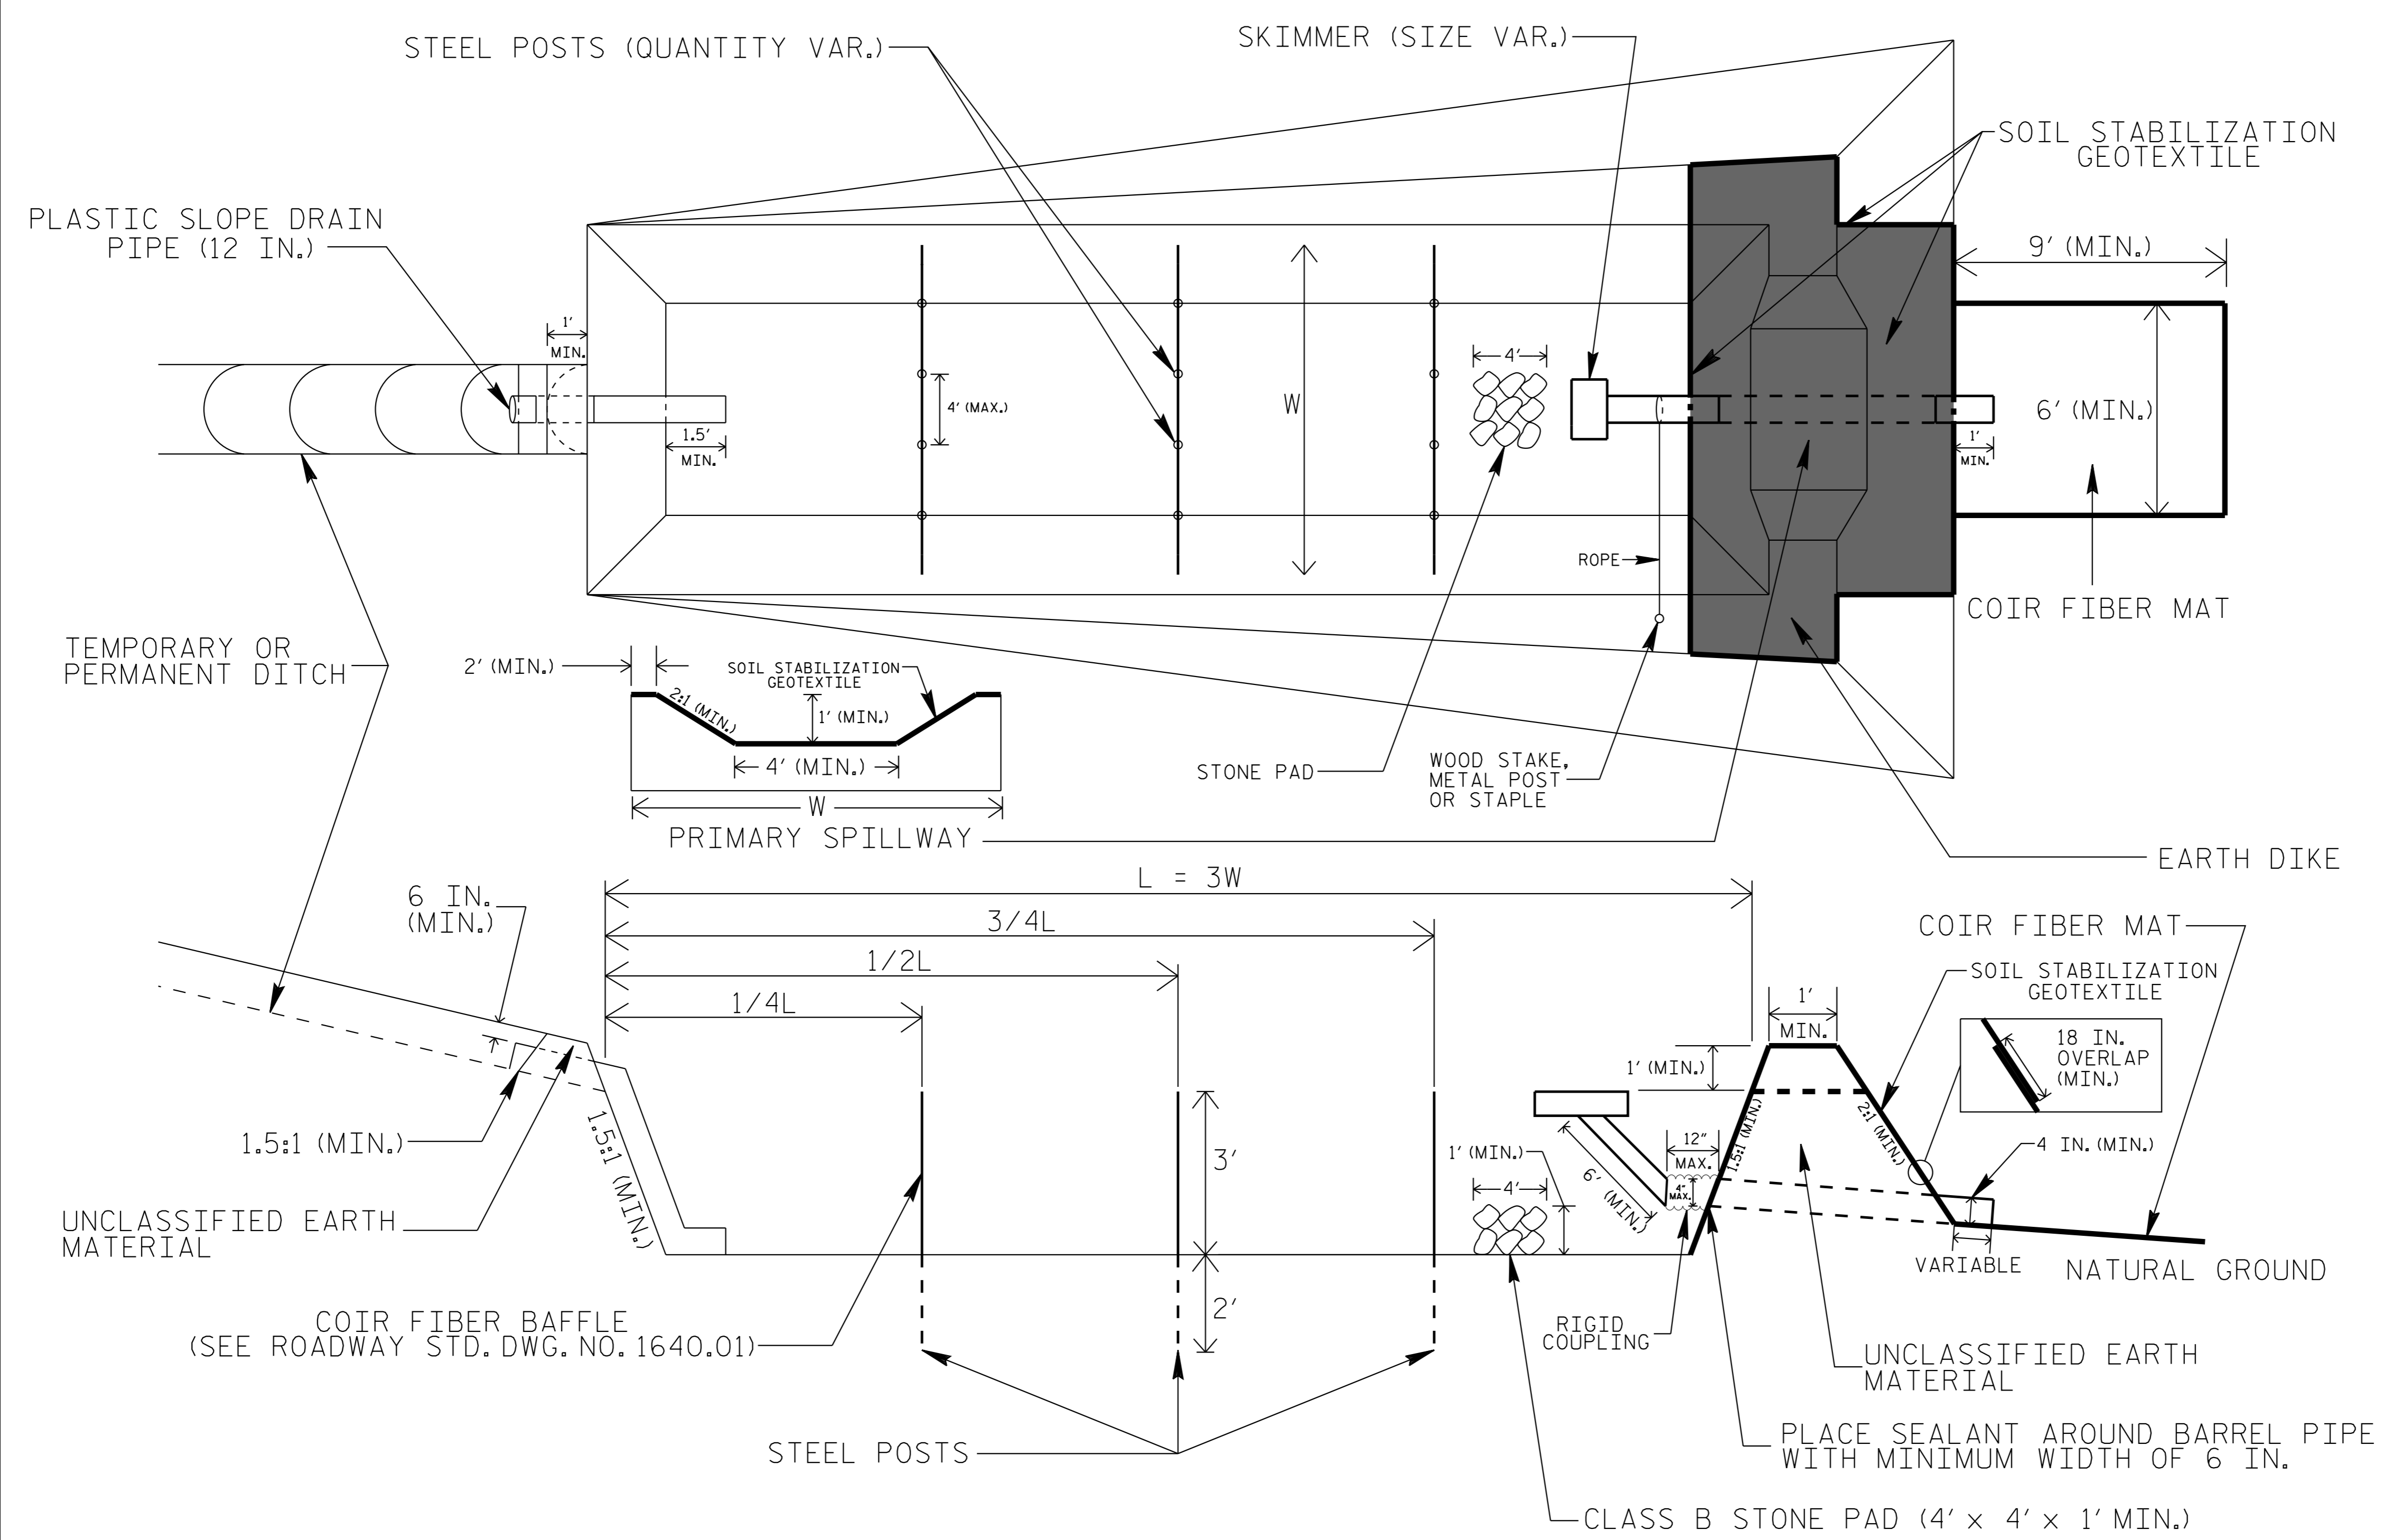 STEEL POSTS (QUANTITY VAR.)
SKIMMER (SIZE VAR.)
SOIL STABILIZATION
GEOTEXTILE
PLASTIC SLOPE DRAIN
PIPE (12 IN.)
9' (MIN.)
1'
MIN.
4'
W
4' (MAX.)
6' (MIN.)
1.5'
MIN.
1'
MIN.
ROPE
COIR FIBER MAT
TEMPORARY OR
PERMANENT DITCH
2' (MIN.)
SOIL STABILIZATION
GEOTEXTILE
2:1 (MIN.)
1' (MIN.)
4' (MIN.)
W
PRIMARY SPILLWAY
STONE PAD
WOOD STAKE,
METAL POST
OR STAPLE
EARTH DIKE
L = 3W
6 IN.
(MIN.)
3/4L
1/2L
1/4L
COIR FIBER MAT
SOIL STABILIZATION
GEOTEXTILE
1'
MIN.
18 IN.
OVERLAP
(MIN.)
1' (MIN.)
1.5:1 (MIN.)
1.5:1 (MIN.)
3'
1' (MIN.)
4'
6' (MIN.)
12"
MAX.
4"
MAX.
1.5:1 (MIN.)
2:1 (MIN.)
4 IN. (MIN.)
UNCLASSIFIED EARTH
MATERIAL
VARIABLE
NATURAL GROUND
2'
COIR FIBER BAFFLE
(SEE ROADWAY STD. DWG. NO. 1640.01)
RIGID
COUPLING
UNCLASSIFIED EARTH
MATERIAL
STEEL POSTS
PLACE SEALANT AROUND BARREL PIPE
WITH MINIMUM WIDTH OF 6 IN.
CLASS B STONE PAD (4' x 4' x 1' MIN.)